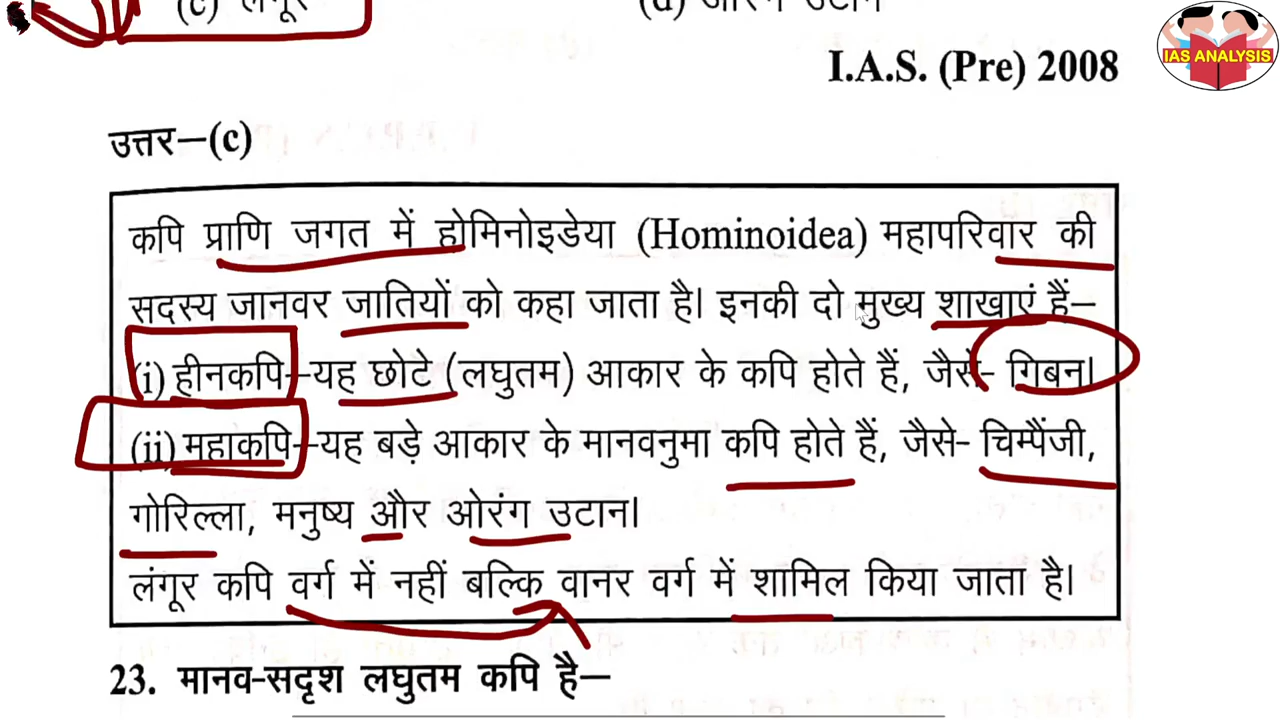 (c) लंगूर (d) ओरंग उटान
I.A.S. (Pre) 2008
IAS ANALYSIS
उत्तर–(c)
कपि प्राणि जगत में होमिनोइडेया (Hominoidea) महापरिवार की
सदस्य जानवर जातियों को कहा जाता है। इनकी दो मुख्य शाखाएं हैं–
(i) हीनकपि–यह छोटे (लघुतम) आकार के कपि होते हैं, जैसे- गिबन।
(ii) महाकपि–यह बड़े आकार के मानवनुमा कपि होते हैं, जैसे- चिम्पैंजी,
गोरिल्ला, मनुष्य और ओरंग उटान।
लंगूर कपि वर्ग में नहीं बल्कि वानर वर्ग में शामिल किया जाता है।
23. मानव-सदृश लघुतम कपि है–